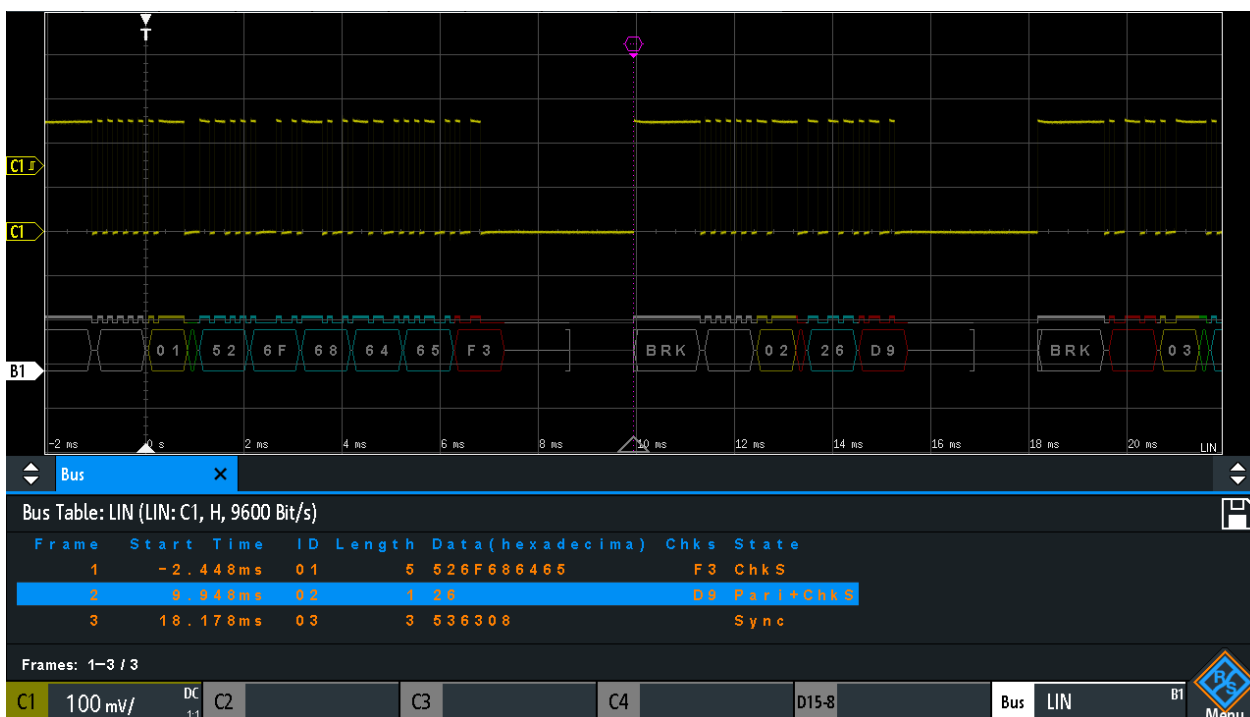 T
C1
C1
01 52 6F 68 64 65 F3 BRK 02 26 D9 BRK 03
B1
-2 ms 0 s 2 ms 4 ms 6 ms 8 ms 10 ms 12 ms 14 ms 16 ms 18 ms 20 ms LIN
Bus ×
Bus Table: LIN (LIN: C1, H, 9600 Bit/s)
Frame Start Time ID Length Data(hexadecima) Chks State
1 -2.448ms 01 5 526F686465 F3 ChkS
2 9.948ms 02 1 26 D9 Pari+ChkS
3 18.178ms 03 3 536308 Sync
Frames: 1-3 / 3
C1 100 mV/ DC 1:1 C2 C3 C4 D15-8 Bus LIN B1 R&S Menu